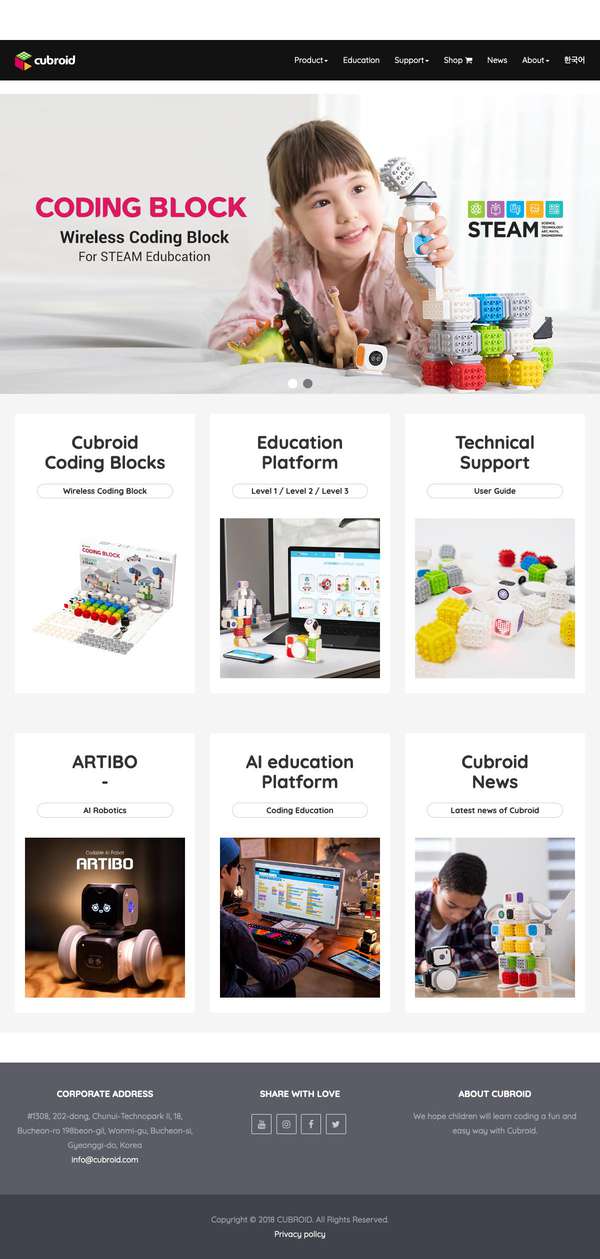 cubroid
Product Education Support Shop News About 한국어
CODING BLOCK
Wireless Coding Block
For STEAM Edubcation
STEAM SCIENCE, TECHNOLOGY
ART, MATH,
ENGINEERING
Cubroid
Coding Blocks
Wireless Coding Block
CODING BLOCK
Education
Platform
Level 1 / Level 2 / Level 3
Technical
Support
User Guide
ARTIBO
-
AI Robotics
Codable AI Robot
ARTIBO
AI education
Platform
Coding Education
Cubroid
News
Latest news of Cubroid
CORPORATE ADDRESS
#1308, 202-dong, Chunui-Technopark II, 18,
Bucheon-ro 198beon-gil, Wonmi-gu, Bucheon-si,
Gyeonggi-do, Korea
info@cubroid.com
SHARE WITH LOVE
ABOUT CUBROID
We hope children will learn coding a fun and
easy way with Cubroid.
Copyright © 2018 CUBROID. All Rights Reserved.
Privacy policy